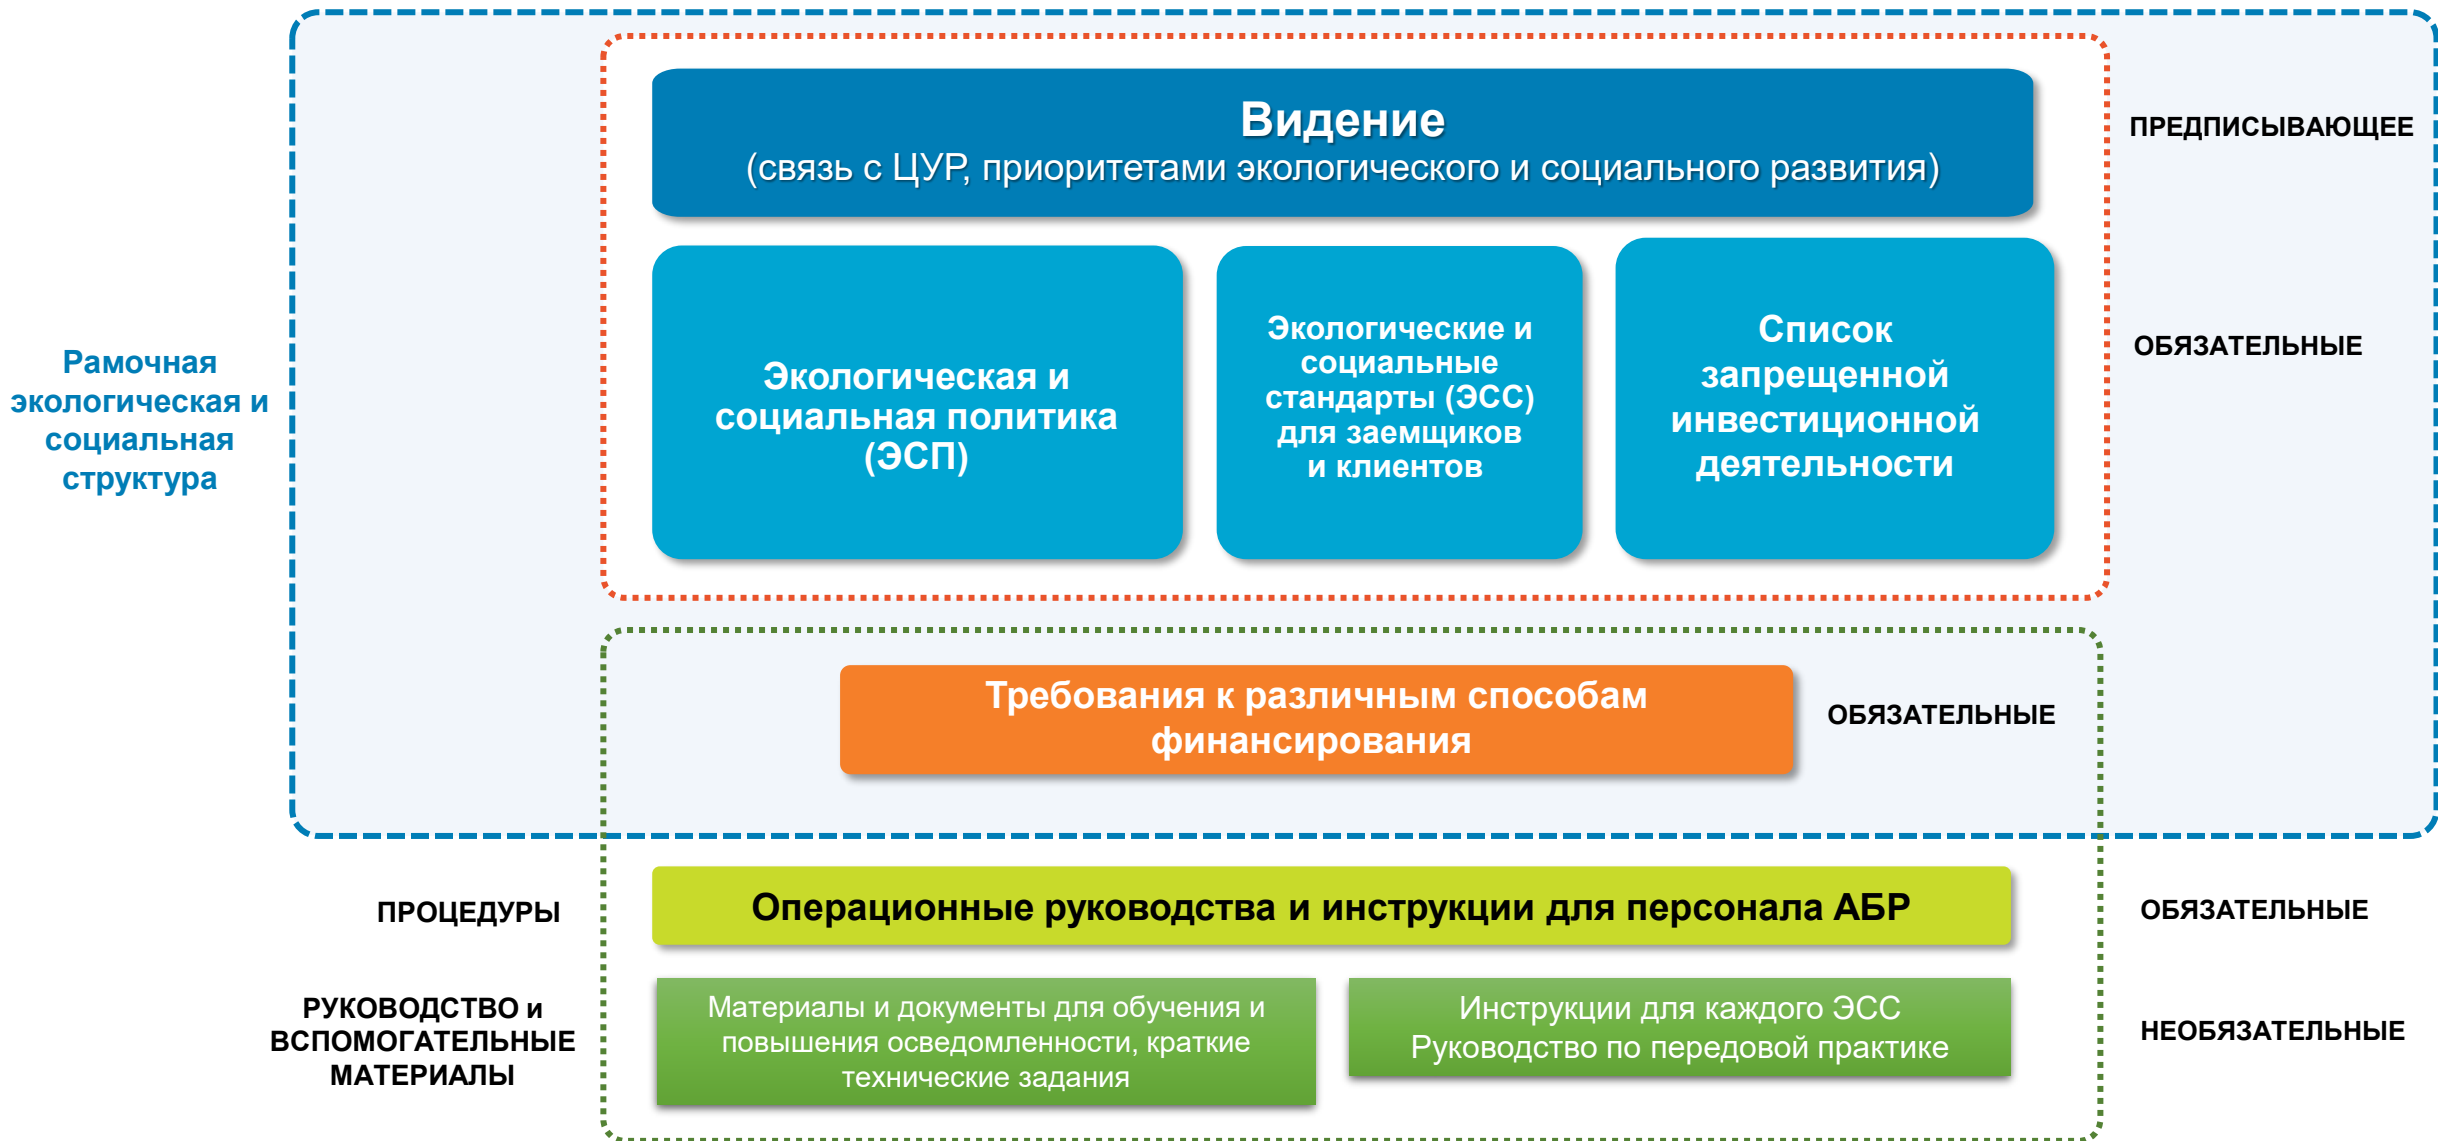 Видение
(связь с ЦУР, приоритетами экологического и социального развития)
ПРЕДПИСЫВАЮЩЕЕ
Рамочная
экологическая и
социальная
структура
Экологическая и
социальная политика
(ЭСП)
Экологические и
социальные
стандарты (ЭСС)
для заемщиков
и клиентов
Список
запрещенной
инвестиционной
деятельности
ОБЯЗАТЕЛЬНЫЕ
Требования к различным способам
финансирования
ОБЯЗАТЕЛЬНЫЕ
ПРОЦЕДУРЫ
Операционные руководства и инструкции для персонала АБР
ОБЯЗАТЕЛЬНЫЕ
РУКОВОДСТВО и
ВСПОМОГАТЕЛЬНЫЕ
МАТЕРИАЛЫ
Материалы и документы для обучения и
повышения осведомленности, краткие
технические задания
Инструкции для каждого ЭСС
Руководство по передовой практике
НЕОБЯЗАТЕЛЬНЫЕ